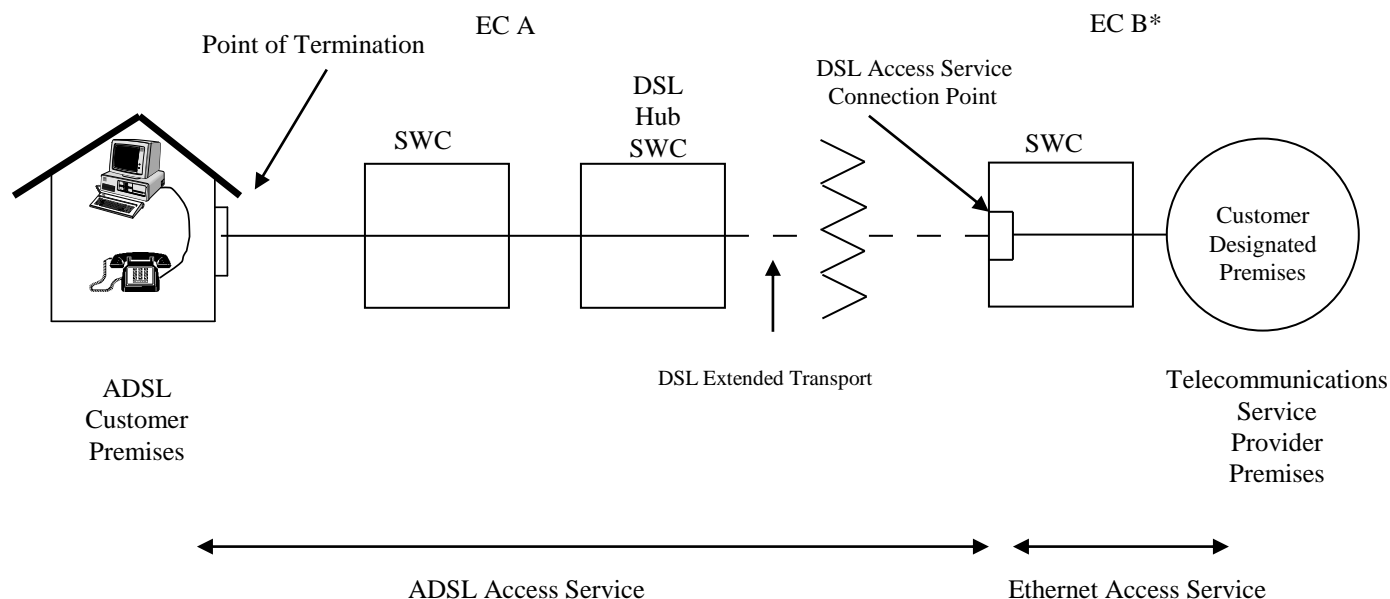 EC A
EC B*
Point of Termination
DSL Access Service
Connection Point
DSL
Hub
SWC
SWC
SWC
Customer
Designated
Premises
DSL Extended Transport
ADSL
Customer
Premises
Telecommunications
Service
Provider
Premises
ADSL Access Service
Ethernet Access Service